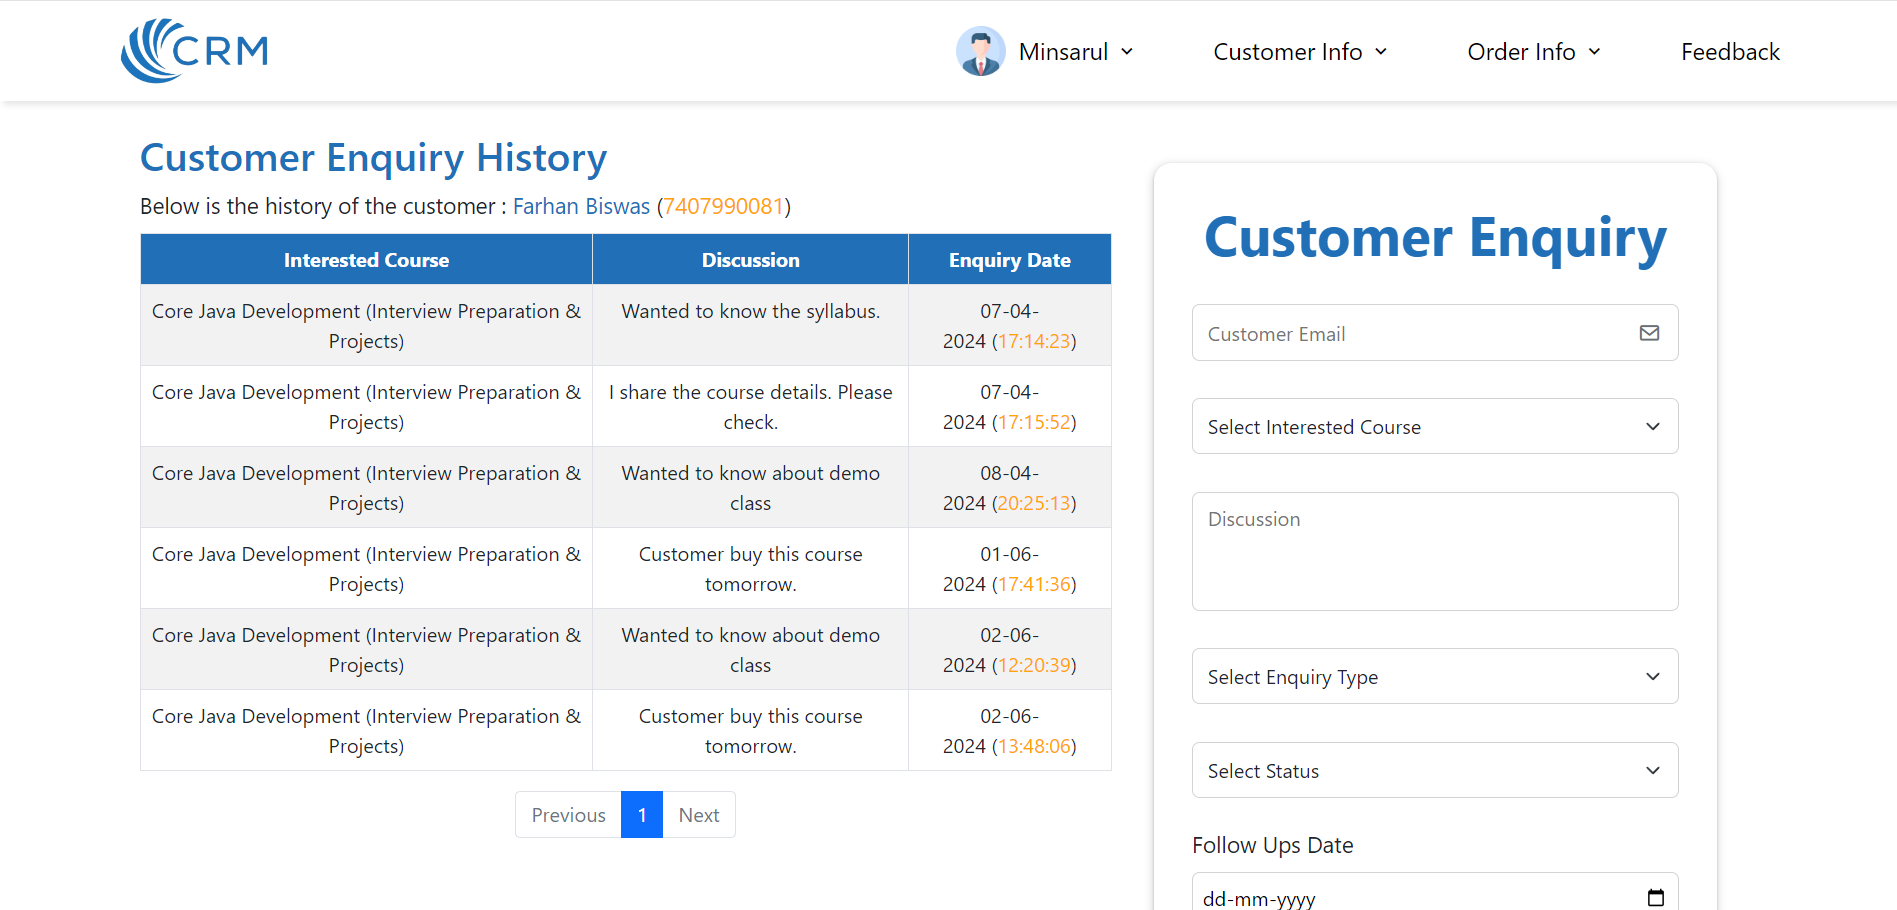 CRM
Minsarul
Customer Info
Order Info
Feedback
Customer Enquiry History
Below is the history of the customer : Farhan Biswas (7407990081)
Interested Course Discussion Enquiry Date
Core Java Development (Interview Preparation & Wanted to know the syllabus. 07-04-
Projects) 2024 (17:14:23)
Core Java Development (Interview Preparation & I share the course details. Please 07-04-
Projects) check. 2024 (17:15:52)
Core Java Development (Interview Preparation & Wanted to know about demo 08-04-
Projects) class 2024 (20:25:13)
Core Java Development (Interview Preparation & Customer buy this course 01-06-
Projects) tomorrow. 2024 (17:41:36)
Core Java Development (Interview Preparation & Wanted to know about demo 02-06-
Projects) class 2024 (12:20:39)
Core Java Development (Interview Preparation & Customer buy this course 02-06-
Projects) tomorrow. 2024 (13:48:06)
Previous 1 Next
Customer Enquiry
Customer Email
Select Interested Course
Discussion
Select Enquiry Type
Select Status
Follow Ups Date
dd-mm-yyyy